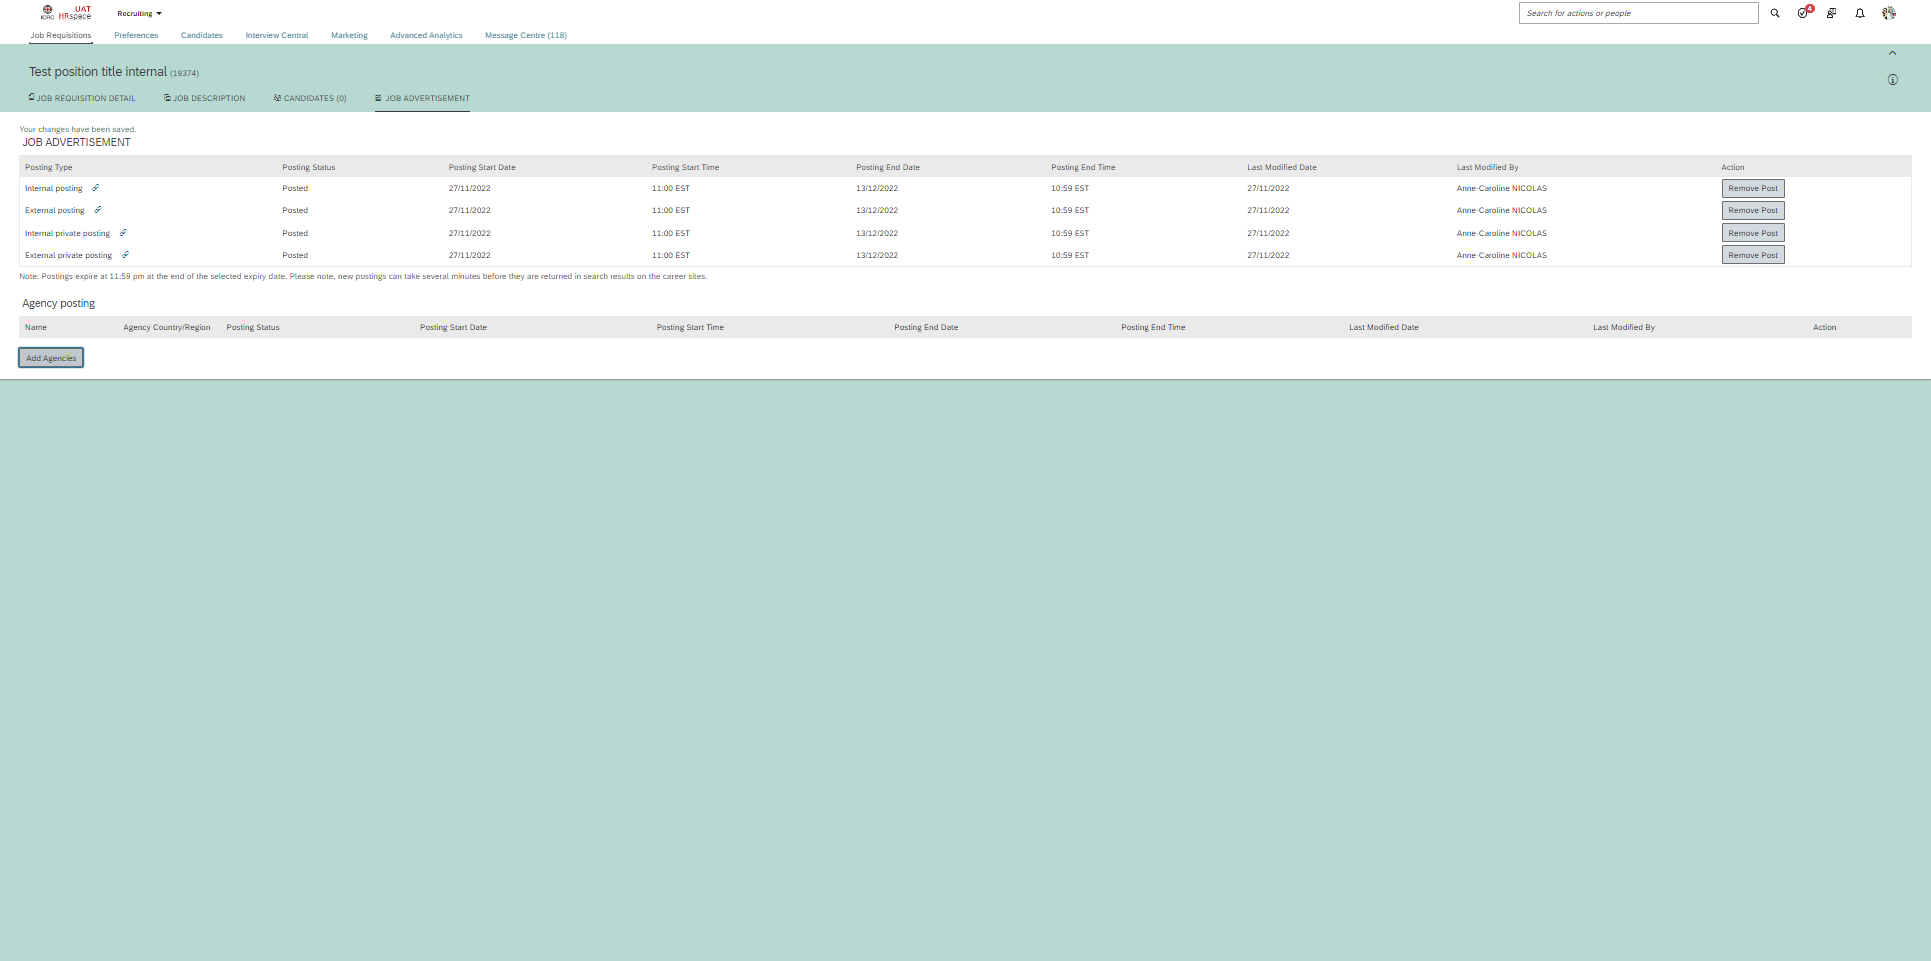 ICRC UAT HRspace Recruiting Search for actions or people 4
Job Requisitions Preferences Candidates Interview Central Marketing Advanced Analytics Message Centre (118)
Test position title internal (19374)
JOB REQUISITION DETAIL JOB DESCRIPTION CANDIDATES (0) JOB ADVERTISEMENT
Your changes have been saved.
JOB ADVERTISEMENT
Posting Type Posting Status Posting Start Date Posting Start Time Posting End Date Posting End Time Last Modified Date Last Modified By Action
Internal posting Posted 27/11/2022 11:00 EST 13/12/2022 10:59 EST 27/11/2022 Anne-Caroline NICOLAS Remove Post
External posting Posted 27/11/2022 11:00 EST 13/12/2022 10:59 EST 27/11/2022 Anne-Caroline NICOLAS Remove Post
Internal private posting Posted 27/11/2022 11:00 EST 13/12/2022 10:59 EST 27/11/2022 Anne-Caroline NICOLAS Remove Post
External private posting Posted 27/11/2022 11:00 EST 13/12/2022 10:59 EST 27/11/2022 Anne-Caroline NICOLAS Remove Post
Note: Postings expire at 11:59 pm at the end of the selected expiry date. Please note, new postings can take several minutes before they are returned in search results on the career sites.
Agency posting
Name Agency Country/Region Posting Status Posting Start Date Posting Start Time Posting End Date Posting End Time Last Modified Date Last Modified By Action
Add Agencies